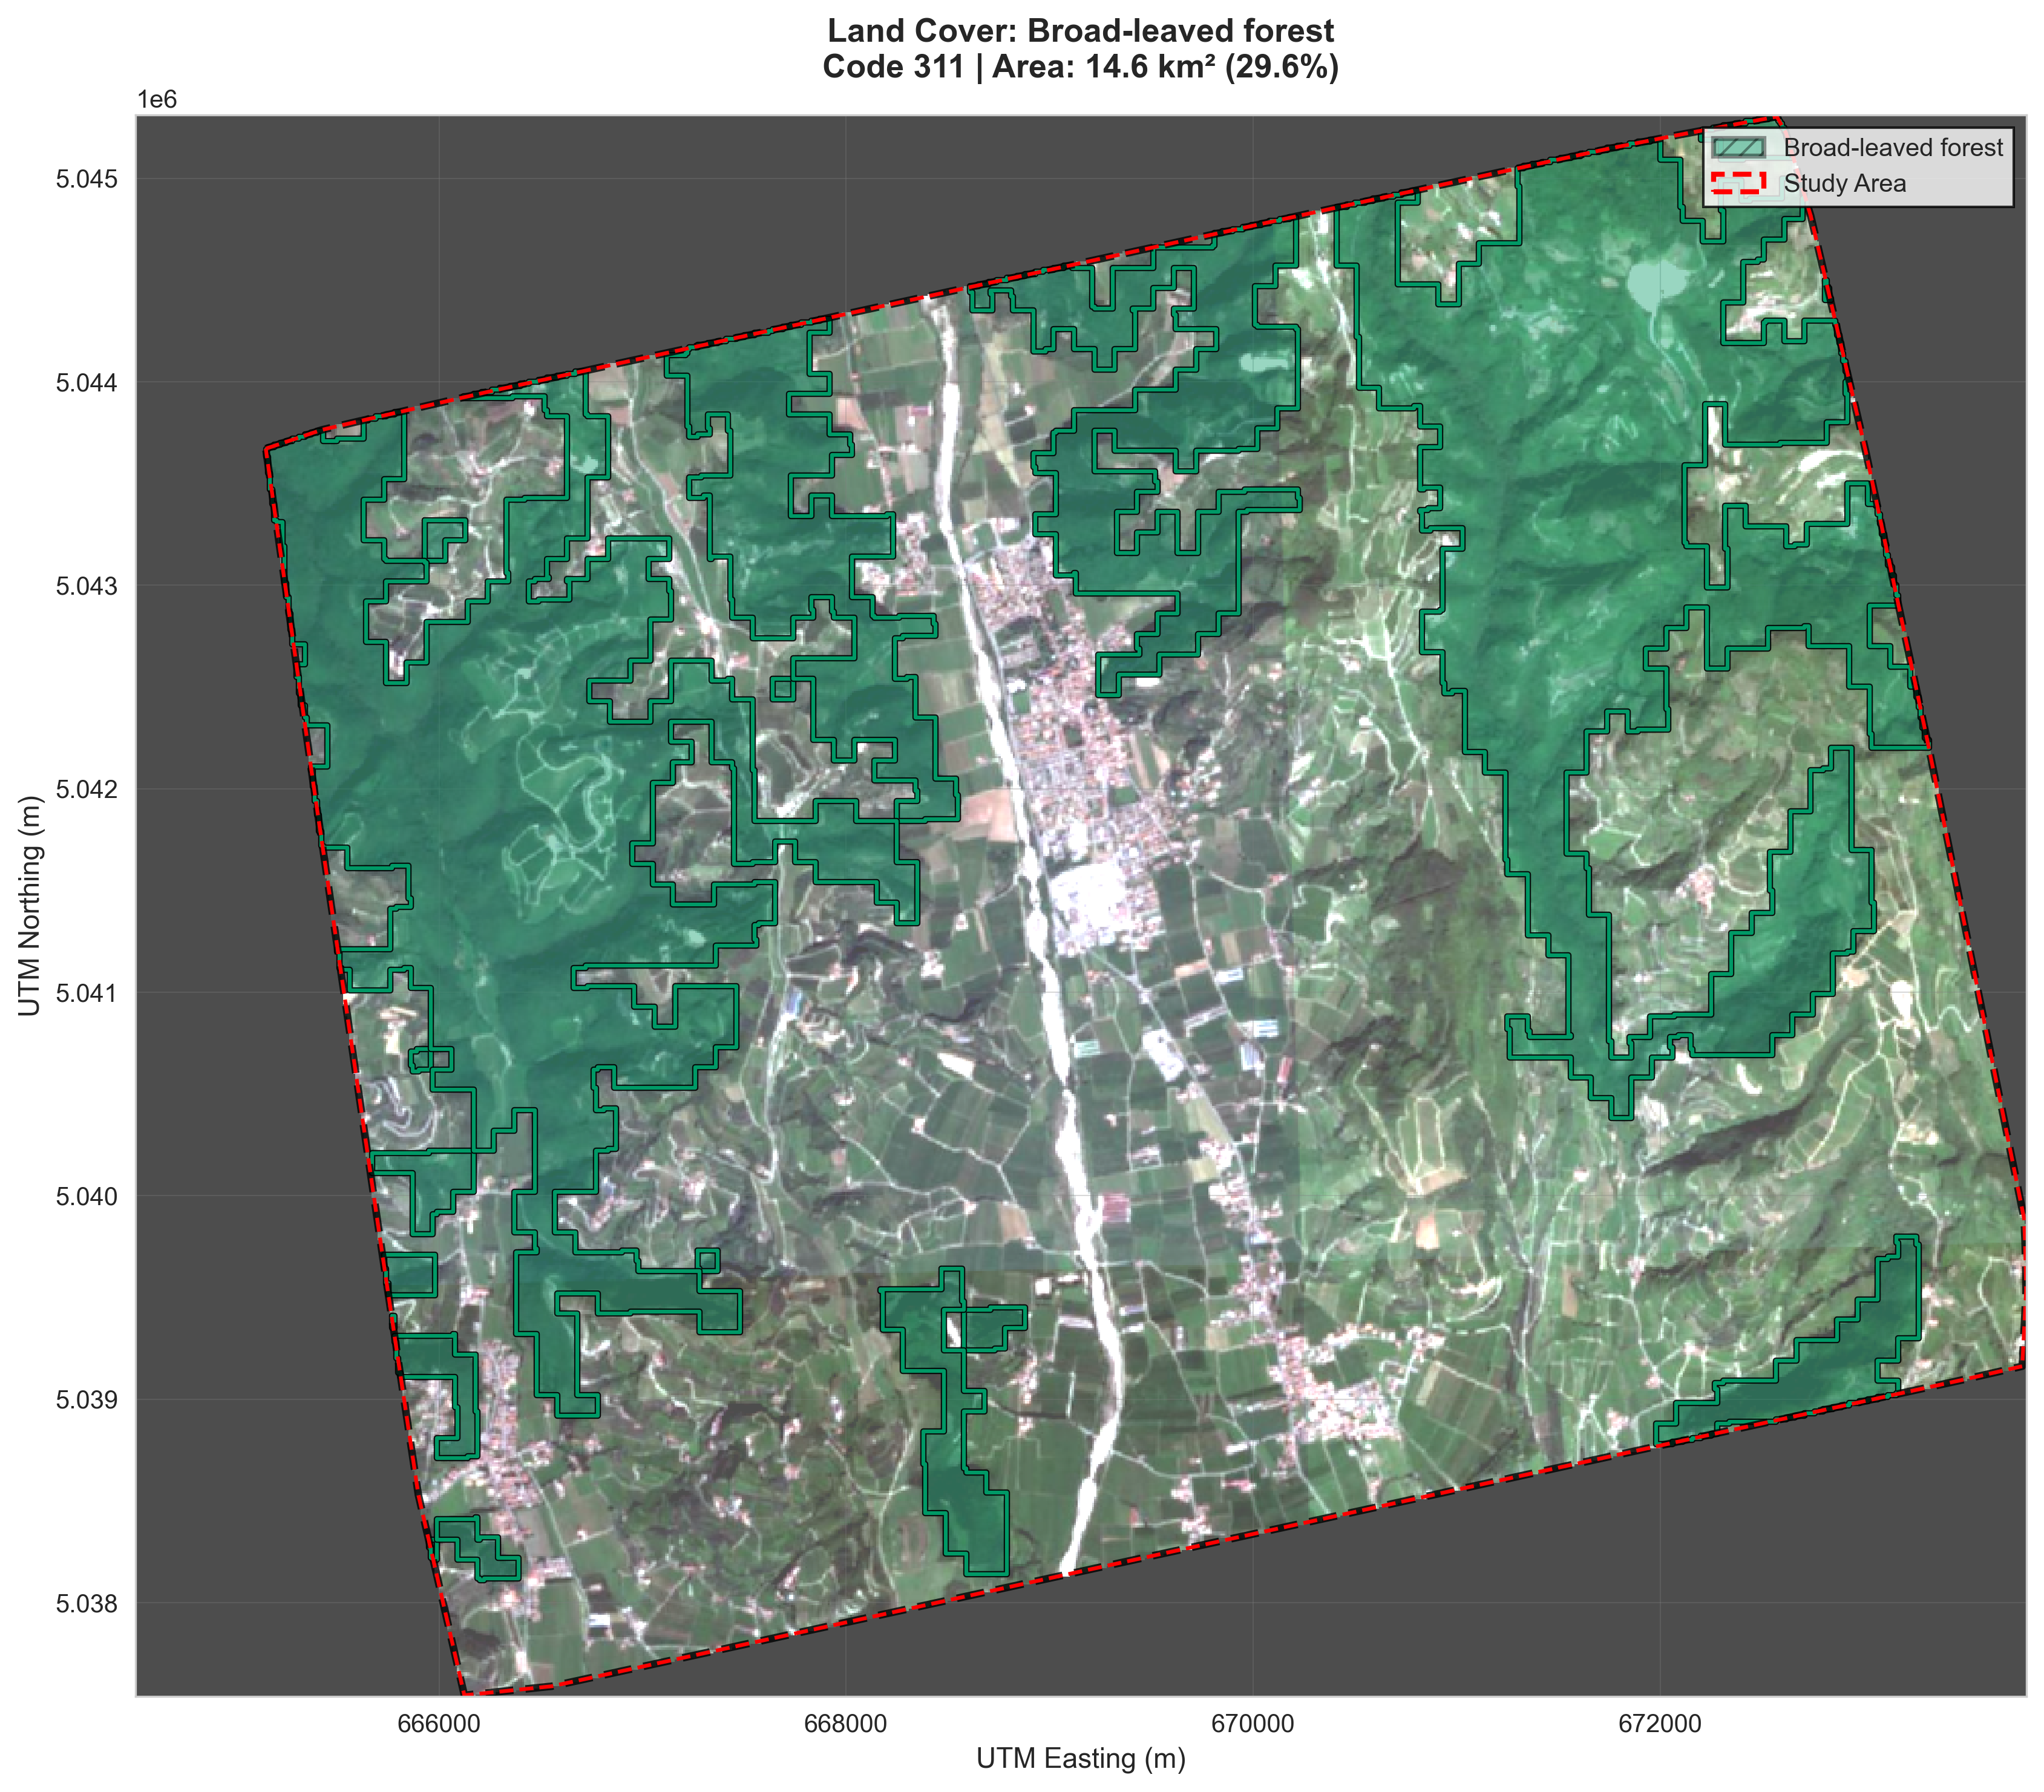 Land Cover: Broad-leaved forest
Code 311 | Area: 14.6 km² (29.6%)
1e6
Broad-leaved forest
Study Area
5.045
5.044
5.043
5.042
5.041
5.040
5.039
5.038
UTM Northing (m)
666000 668000 670000 672000
UTM Easting (m)